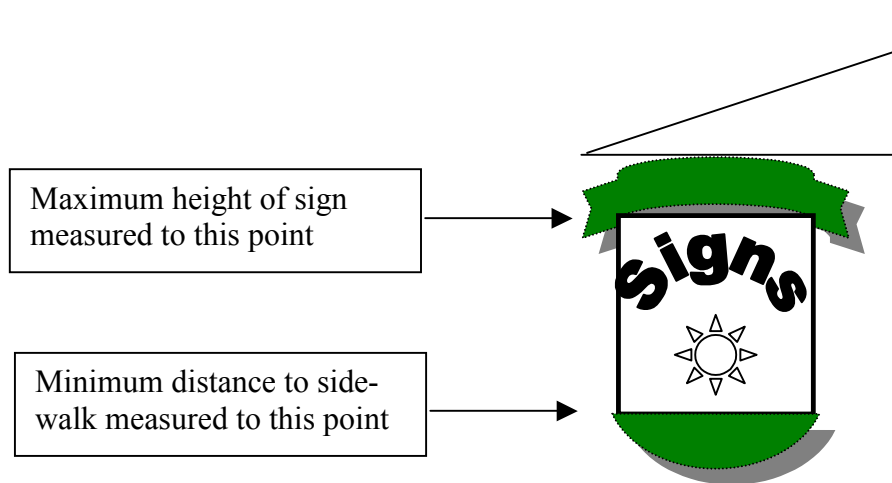 Maximum height of sign
measured to this point
Signs
Minimum distance to side-
walk measured to this point